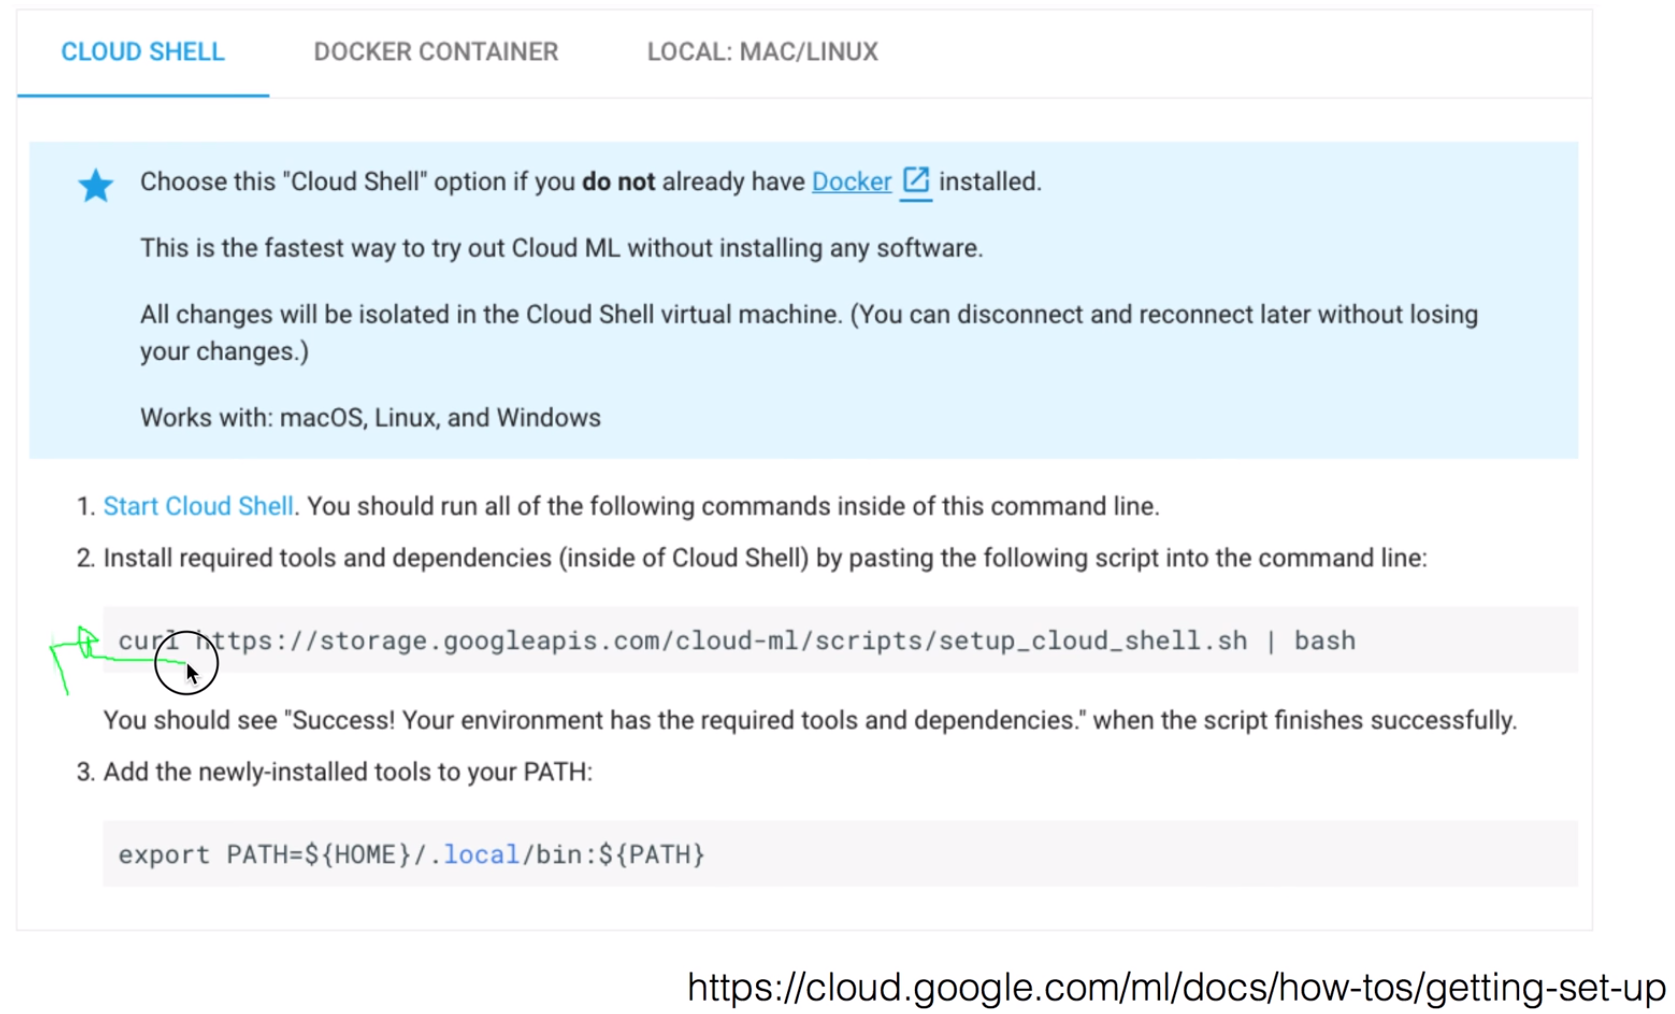 CLOUD SHELL DOCKER CONTAINER LOCAL: MAC/LINUX
Choose this "Cloud Shell" option if you do not already have Docker installed.
This is the fastest way to try out Cloud ML without installing any software.
All changes will be isolated in the Cloud Shell virtual machine. (You can disconnect and reconnect later without losing
your changes.)
Works with: macOS, Linux, and Windows
1. Start Cloud Shell. You should run all of the following commands inside of this command line.
2. Install required tools and dependencies (inside of Cloud Shell) by pasting the following script into the command line:
curl https://storage.googleapis.com/cloud-ml/scripts/setup_cloud_shell.sh | bash
You should see "Success! Your environment has the required tools and dependencies." when the script finishes successfully.
3. Add the newly-installed tools to your PATH:
export PATH=${HOME}/.local/bin:${PATH}
https://cloud.google.com/ml/docs/how-tos/getting-set-up